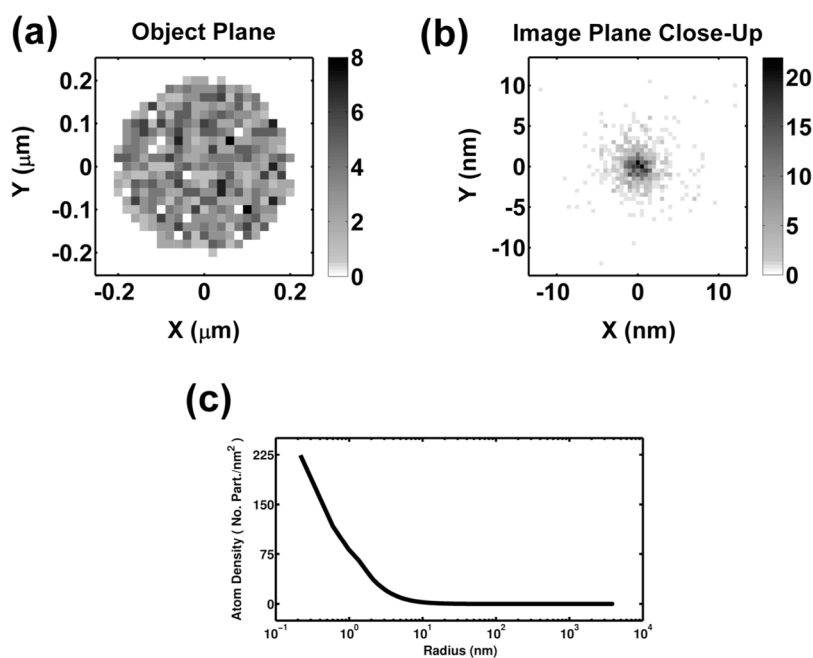 (a)
Object Plane
Y (μm)
0.2
0.1
0
-0.1
-0.2
-0.2 0 0.2
X (μm)
8
6
4
2
0
(b)
Image Plane Close-Up
Y (nm)
10
5
0
-5
-10
-10 0 10
X (nm)
20
15
10
5
0
(c)
Atom Density ( No. Part./nm²)
225
150
75
0
10⁻¹ 10⁰ 10¹ 10² 10³ 10⁴
Radius (nm)